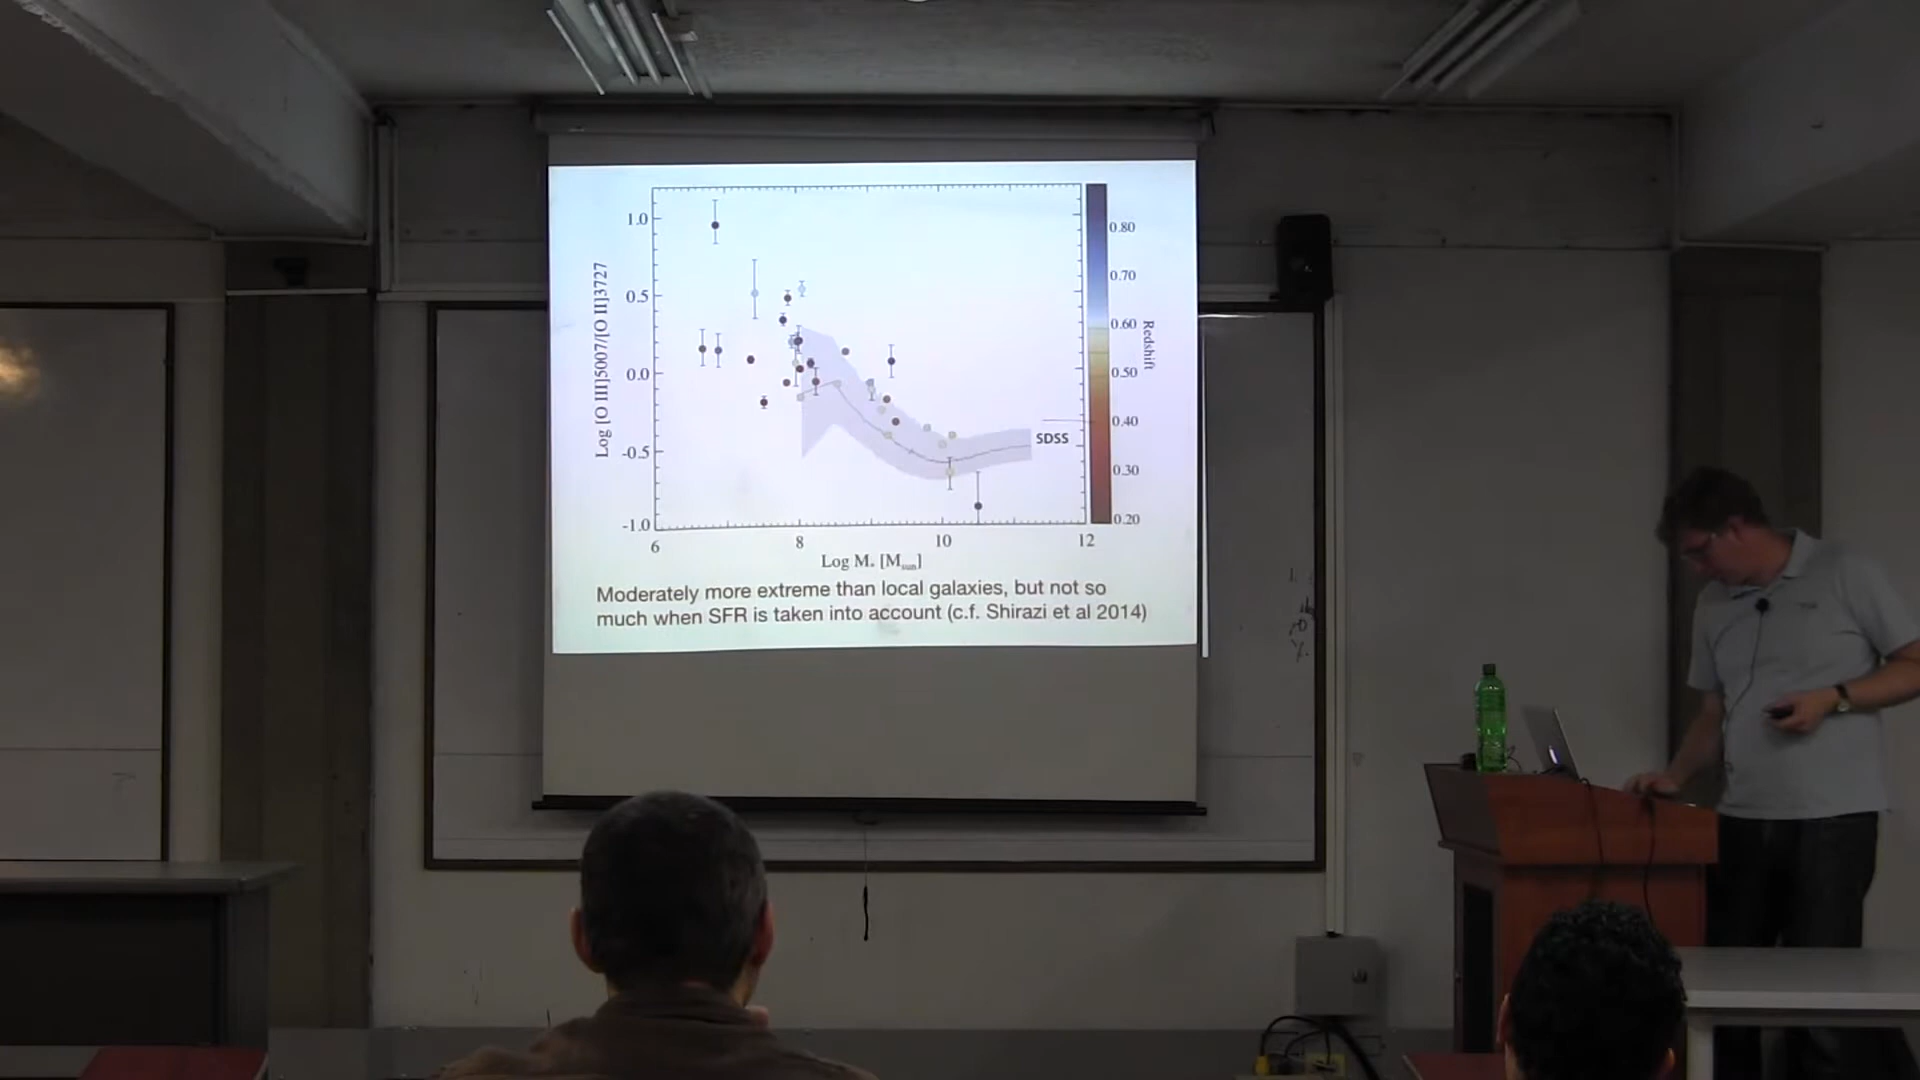 1.0
0.5
0.0
-0.5
-1.0
6
8
10
12
Log [O III]5007/[O II]3727
Log M* [Msun]
SDSS
0.80
0.70
0.60
0.50
0.40
0.30
0.20
Redshift
Moderately more extreme than local galaxies, but not so
much when SFR is taken into account (c.f. Shirazi et al 2014)